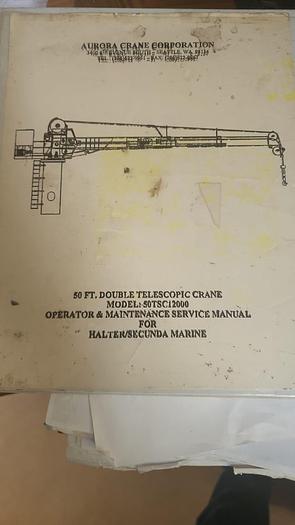 AURORA CRANE CORPORATION
SOUTH - SEATTLE, WA.
50 FT. DOUBLE TELESCOPIC CRANE
MODEL: 50TSC12000
OPERATOR & MAINTENANCE SERVICE MANUAL
FOR
HALTER/SECUNDA MARINE